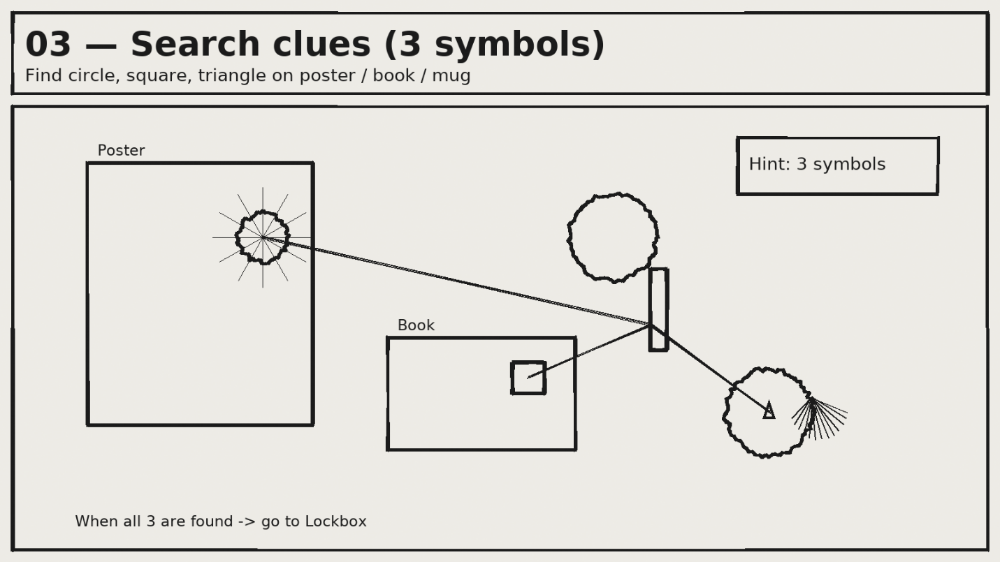 03 — Search clues (3 symbols)
Find circle, square, triangle on poster / book / mug
Poster
Hint: 3 symbols
Book
When all 3 are found -> go to Lockbox